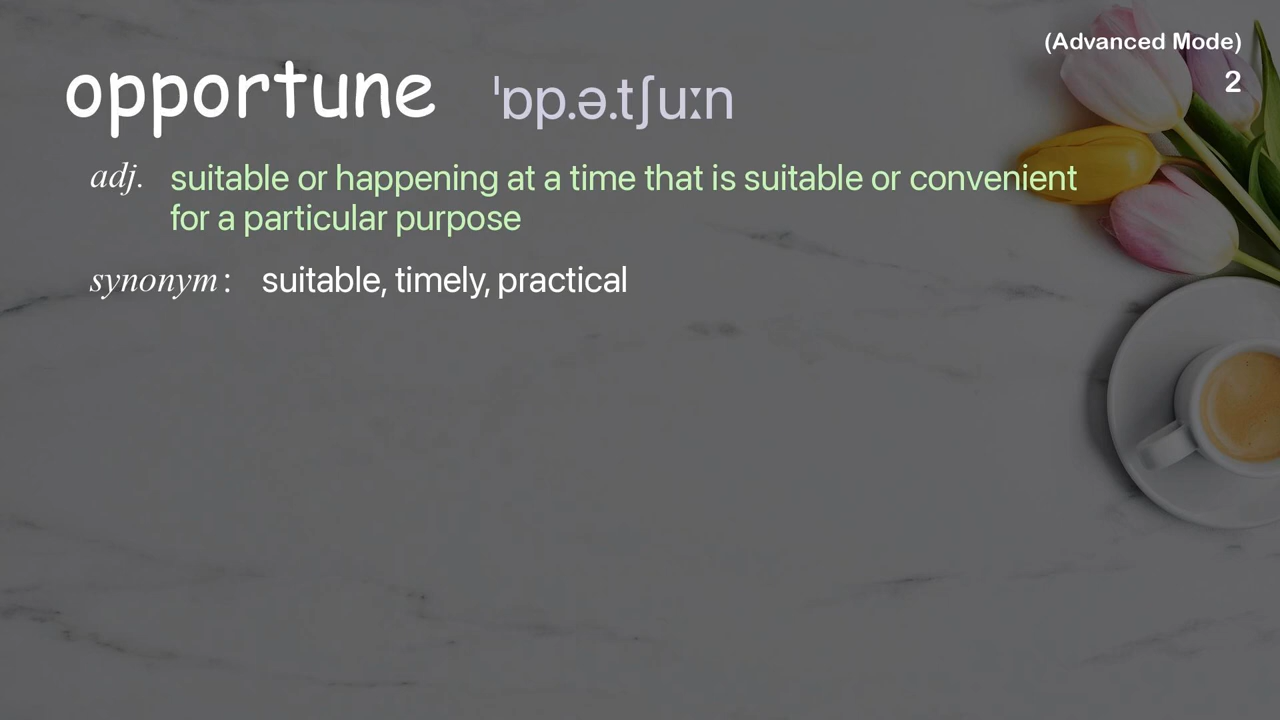 (Advanced Mode)
opportune ˈɒp.ə.tʃuːn
2
adj. suitable or happening at a time that is suitable or convenient
for a particular purpose
synonym: suitable, timely, practical